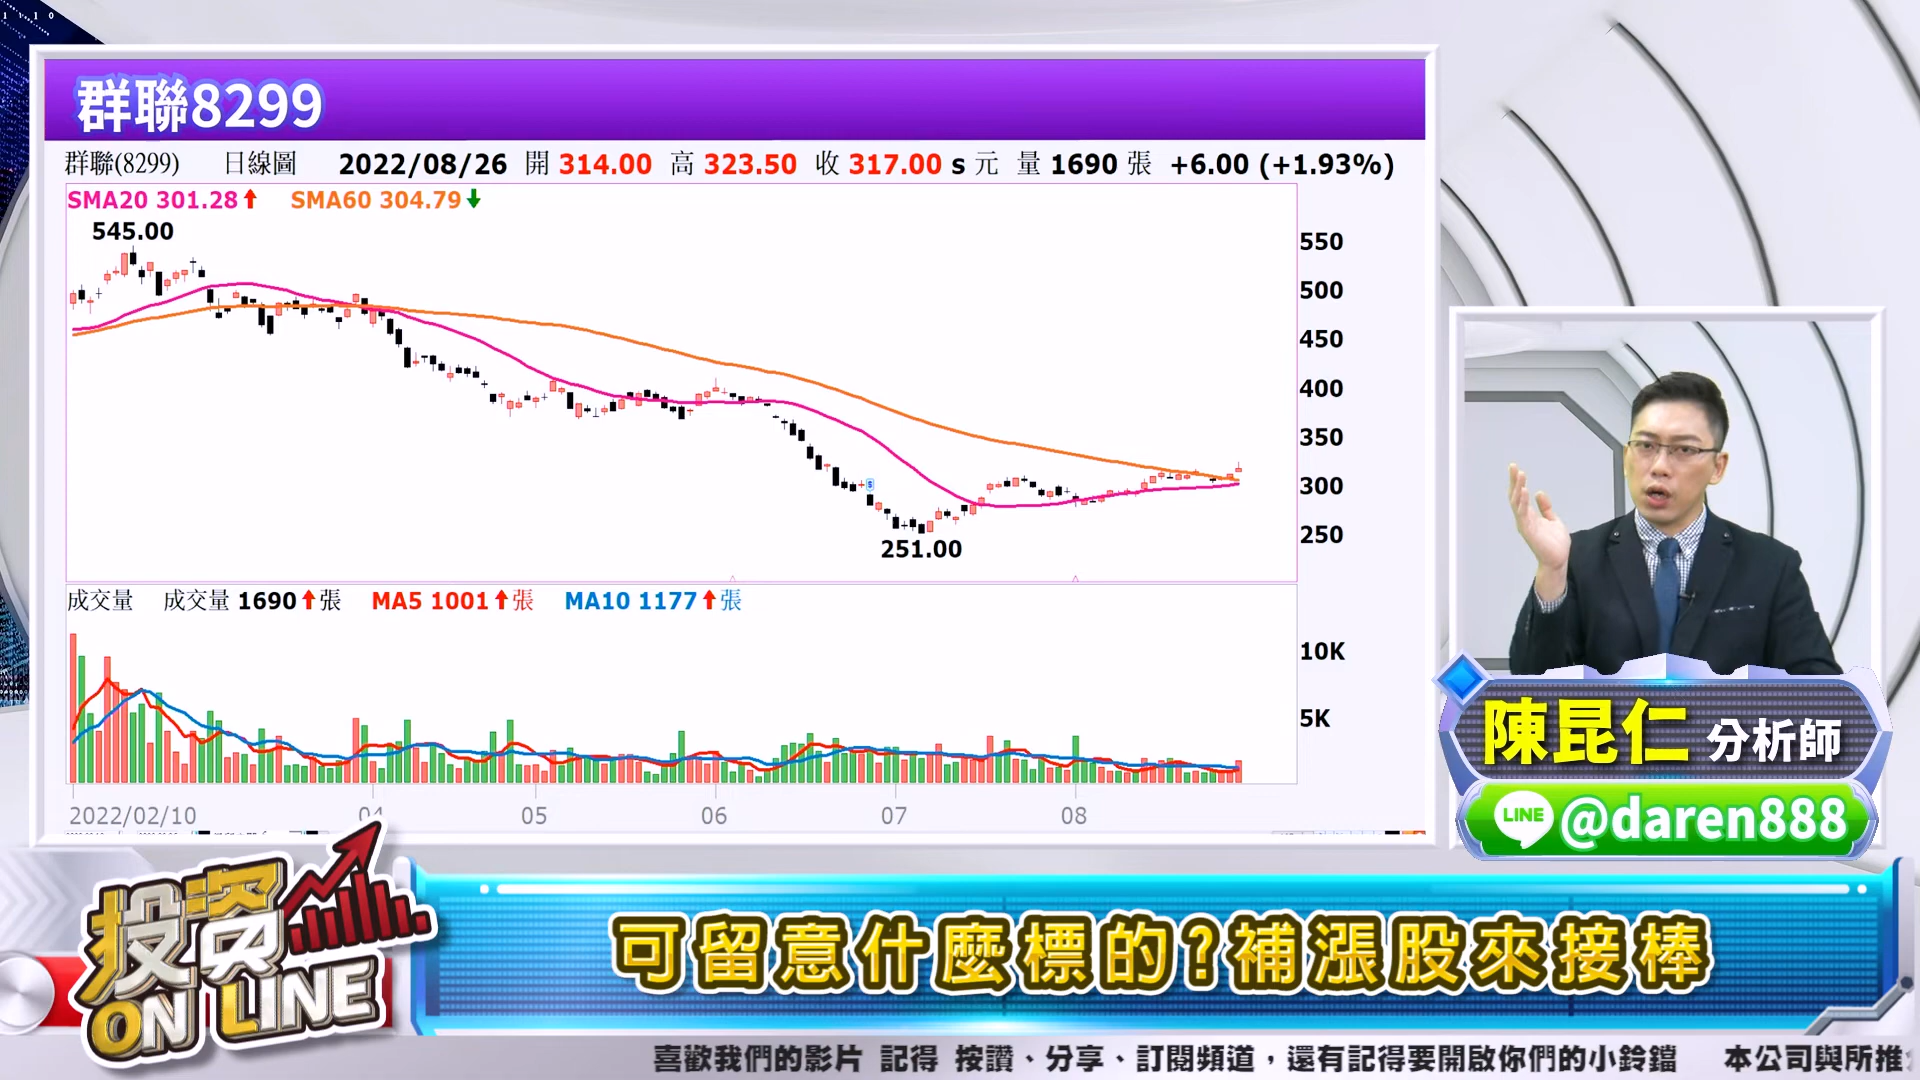 群聯8299
群聯(8299) 日線圖 2022/08/26 開 314.00 高 323.50 收 317.00 s 元 量 1690 張 +6.00 (+1.93%)
SMA20 301.28 SMA60 304.79
545.00
550
500
450
400
350
300
250
251.00
成交量 成交量 1690 張 MA5 1001 張 MA10 1177 張
10K
5K
2022/02/10 04 05 06 07 08
陳昆仁 分析師
LINE @daren888
投資
ON LINE
可留意什麼標的?補漲股來接棒
喜歡我們的影片 記得 按讚、分享、訂閱頻道，還有記得要開啟你們的小鈴鐺 本公司與所推